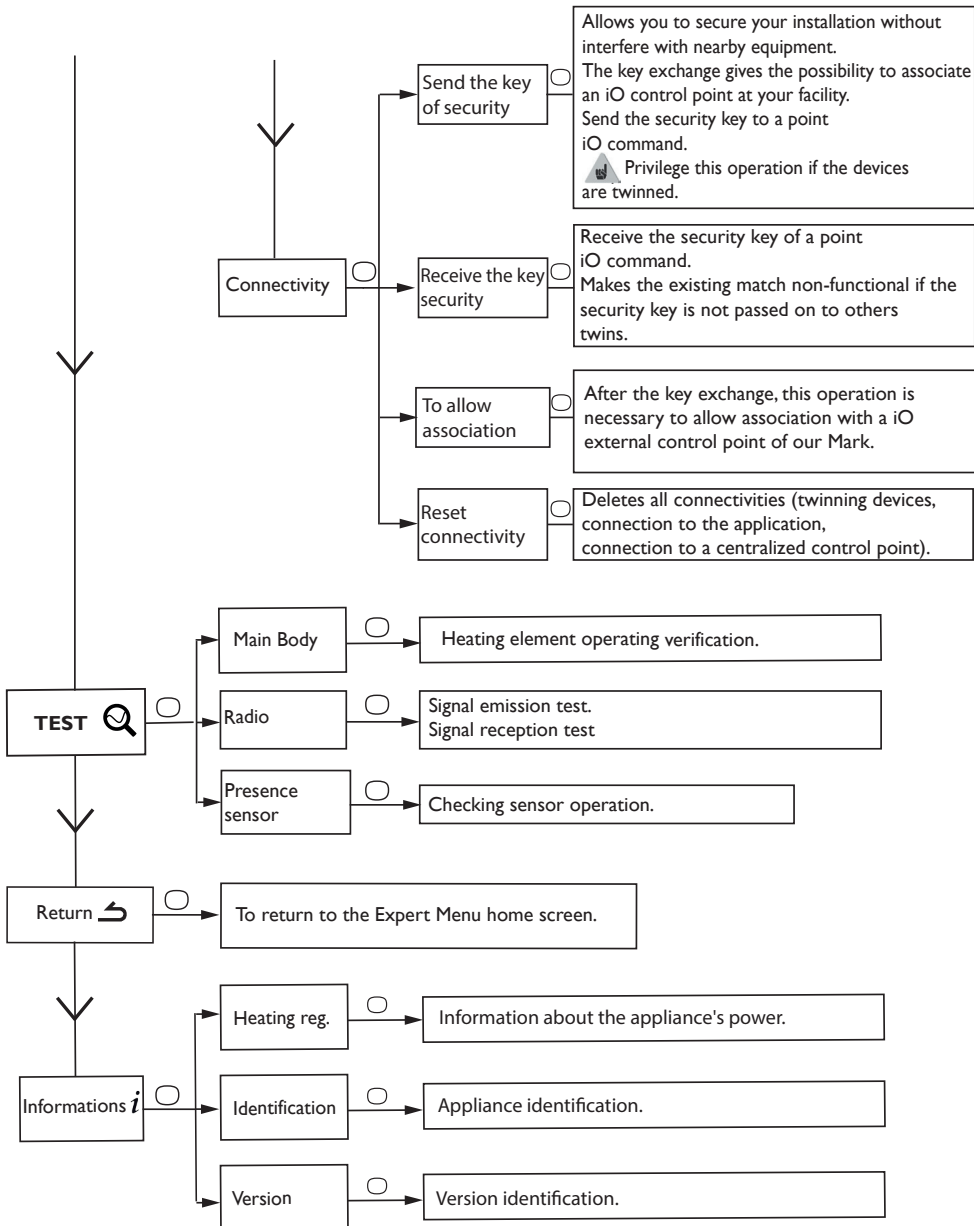 Allows you to secure your installation without
interfere with nearby equipment.
The key exchange gives the possibility to associate
an iO control point at your facility.
Send the security key to a point
iO command.
Privilege this operation if the devices
are twinned.
Send the key
of security
Connectivity
Receive the key
security
Receive the security key of a point
iO command.
Makes the existing match non-functional if the
security key is not passed on to others
twins.
To allow
association
After the key exchange, this operation is
necessary to allow association with a iO
external control point of our Mark.
Reset
connectivity
Deletes all connectivities (twinning devices,
connection to the application,
connection to a centralized control point).
TEST
Main Body
Heating element operating verification.
Radio
Signal emission test.
Signal reception test
Presence
sensor
Checking sensor operation.
Return
To return to the Expert Menu home screen.
Informations i
Heating reg.
Information about the appliance's power.
Identification
Appliance identification.
Version
Version identification.